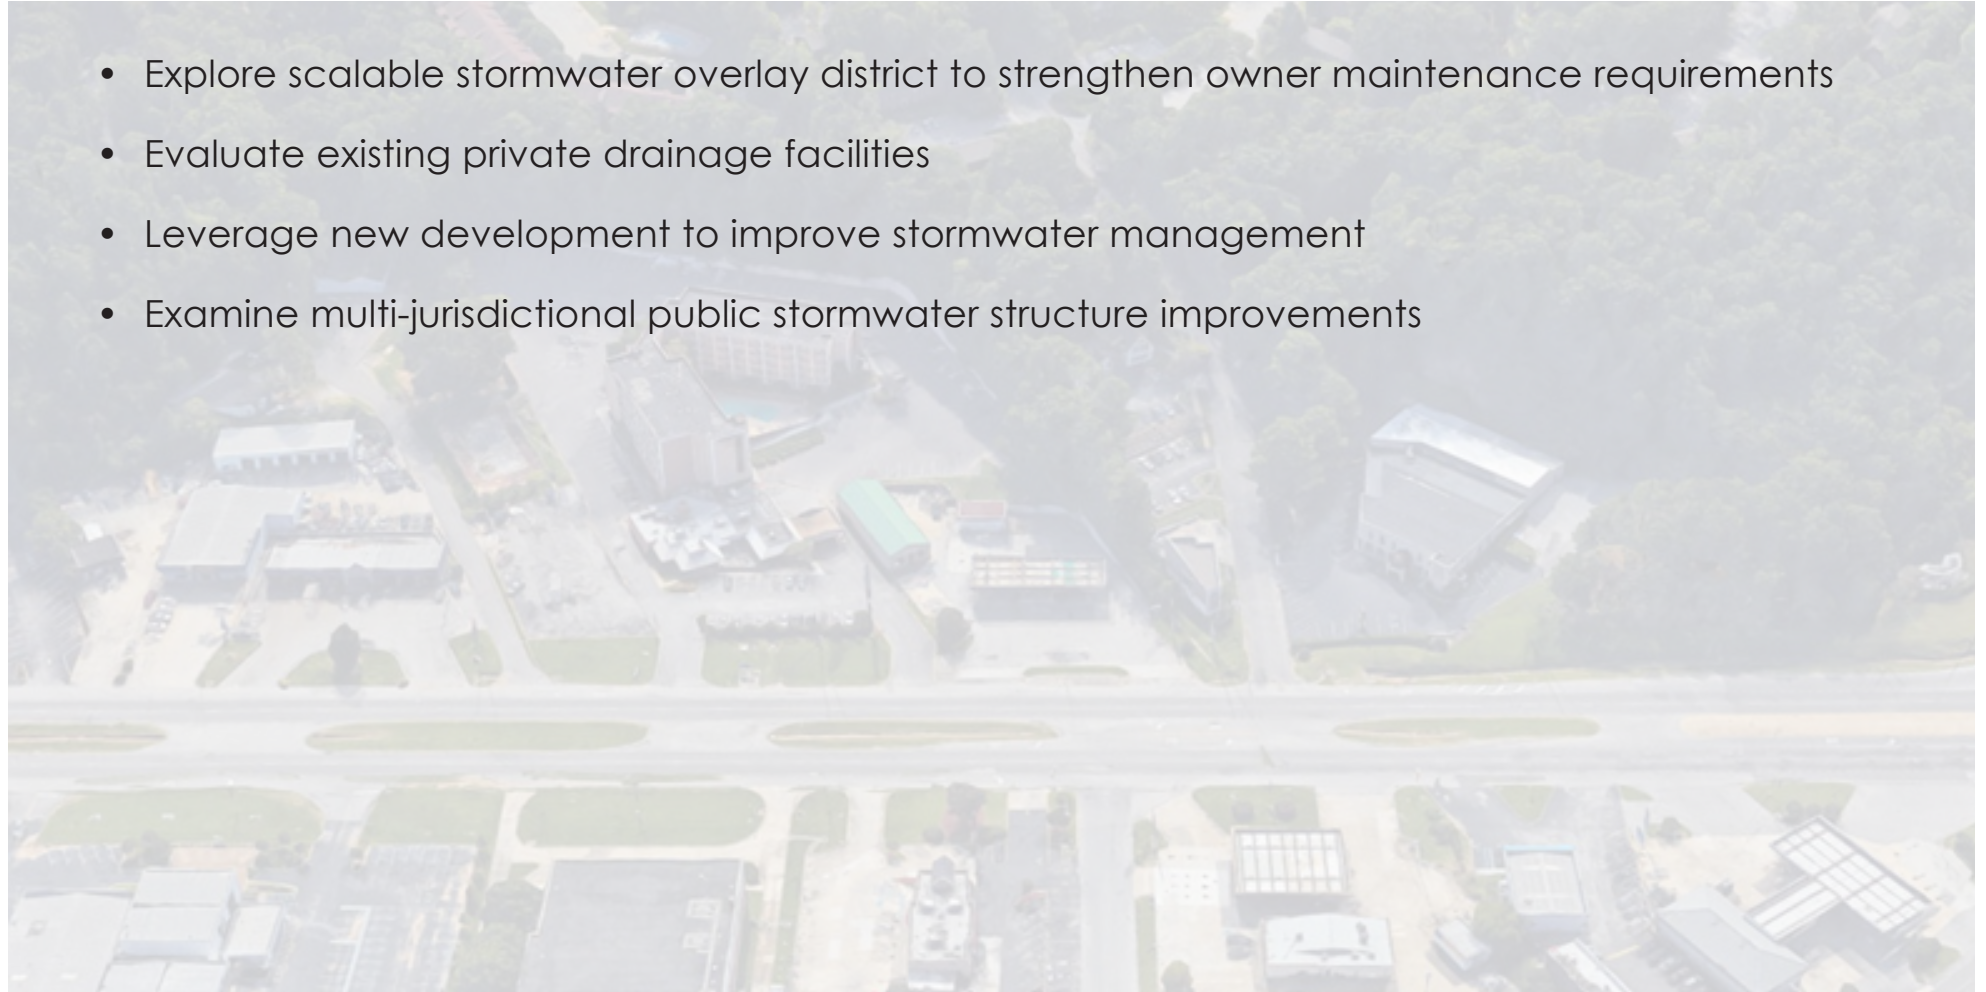 • Explore scalable stormwater overlay district to strengthen owner maintenance requirements
• Evaluate existing private drainage facilities
• Leverage new development to improve stormwater management
• Examine multi-jurisdictional public stormwater structure improvements